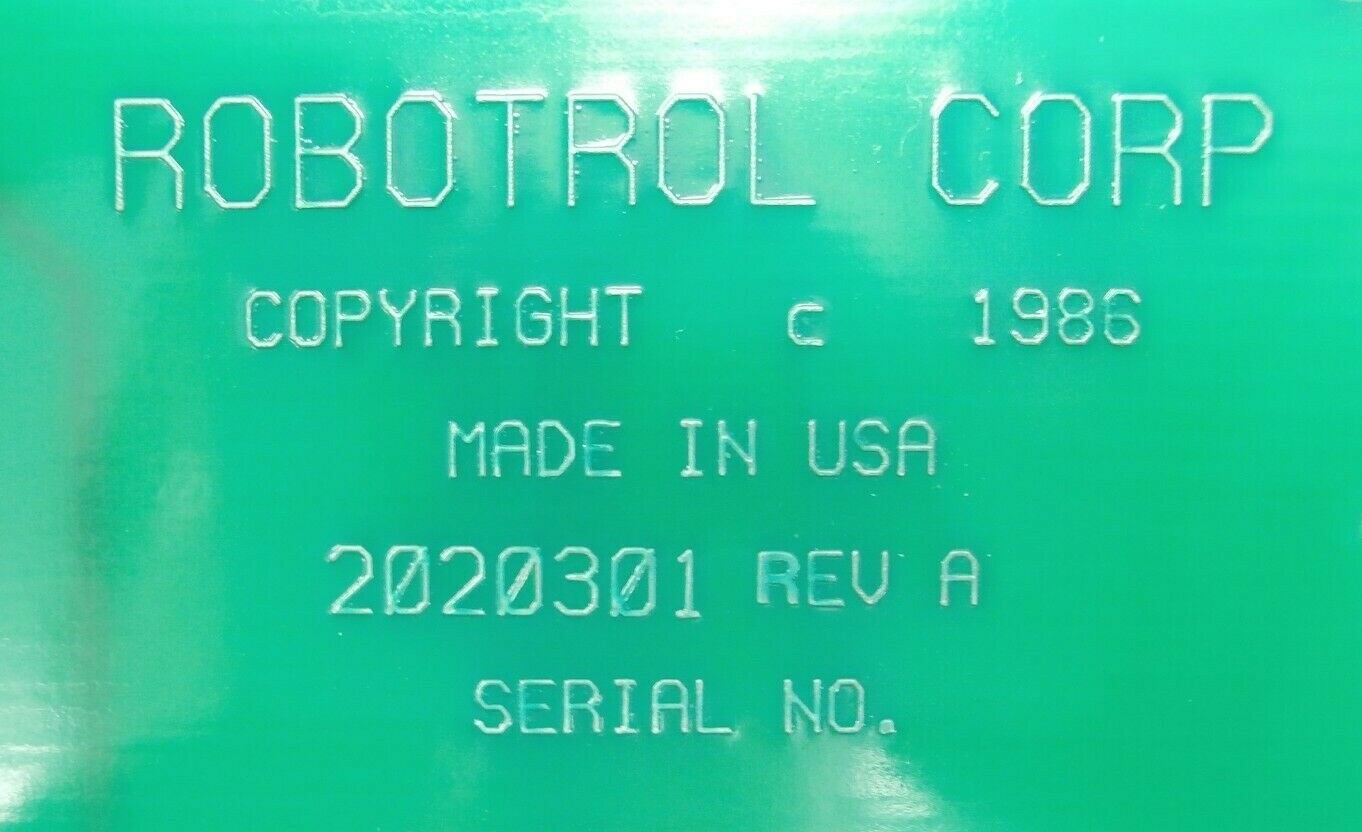 ROBOTROL CORP
COPYRIGHT c 1986
MADE IN USA
2020301 REV A
SERIAL NO.